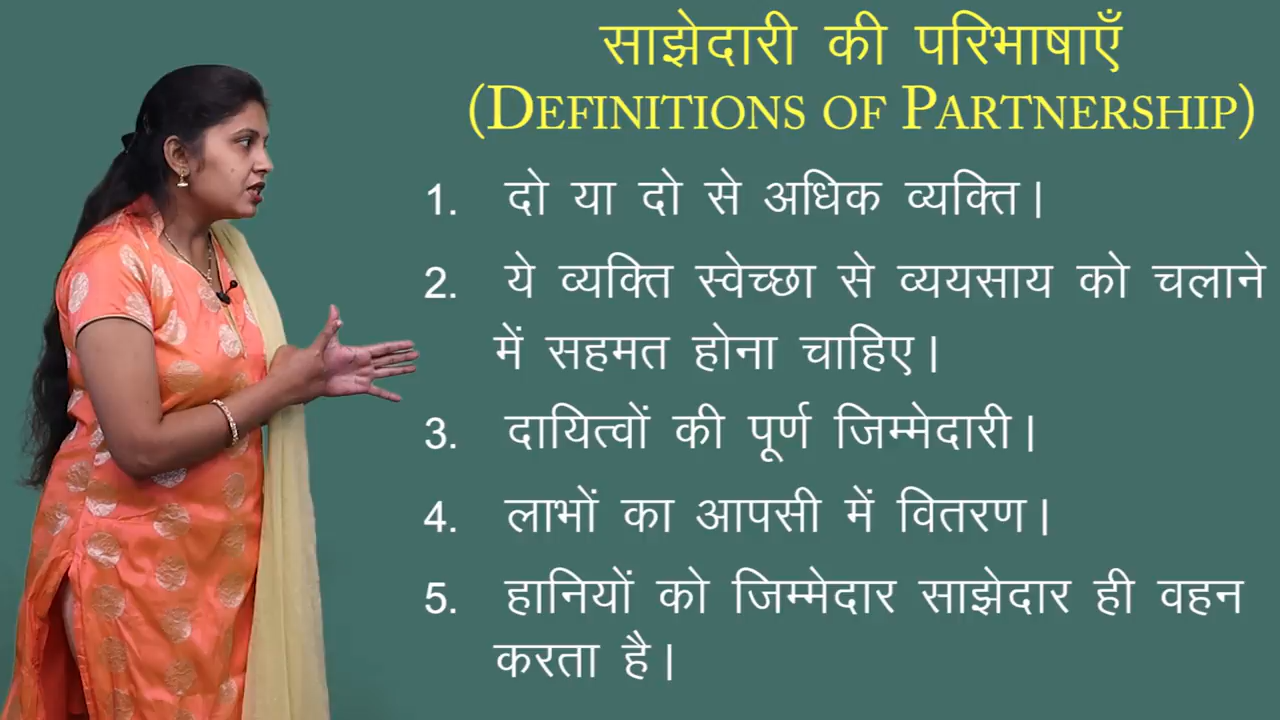 साझेदारी की परिभाषाएँ
(DEFINITIONS OF PARTNERSHIP)
1. दो या दो से अधिक व्यक्ति।
2. ये व्यक्ति स्वेच्छा से व्ययसाय को चलाने
में सहमत होना चाहिए।
3. दायित्वों की पूर्ण जिम्मेदारी।
4. लाभों का आपसी में वितरण।
5. हानियों को जिम्मेदार साझेदार ही वहन
करता है।